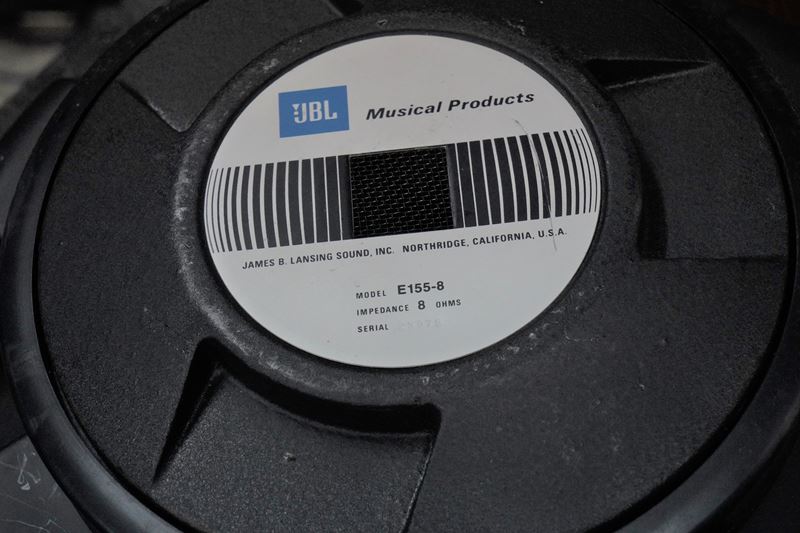 JBL Musical Products
JAMES B. LANSING SOUND, INC. NORTHRIDGE, CALIFORNIA, U.S.A.
MODEL E155-8
IMPEDANCE 8 OHMS
SERIAL